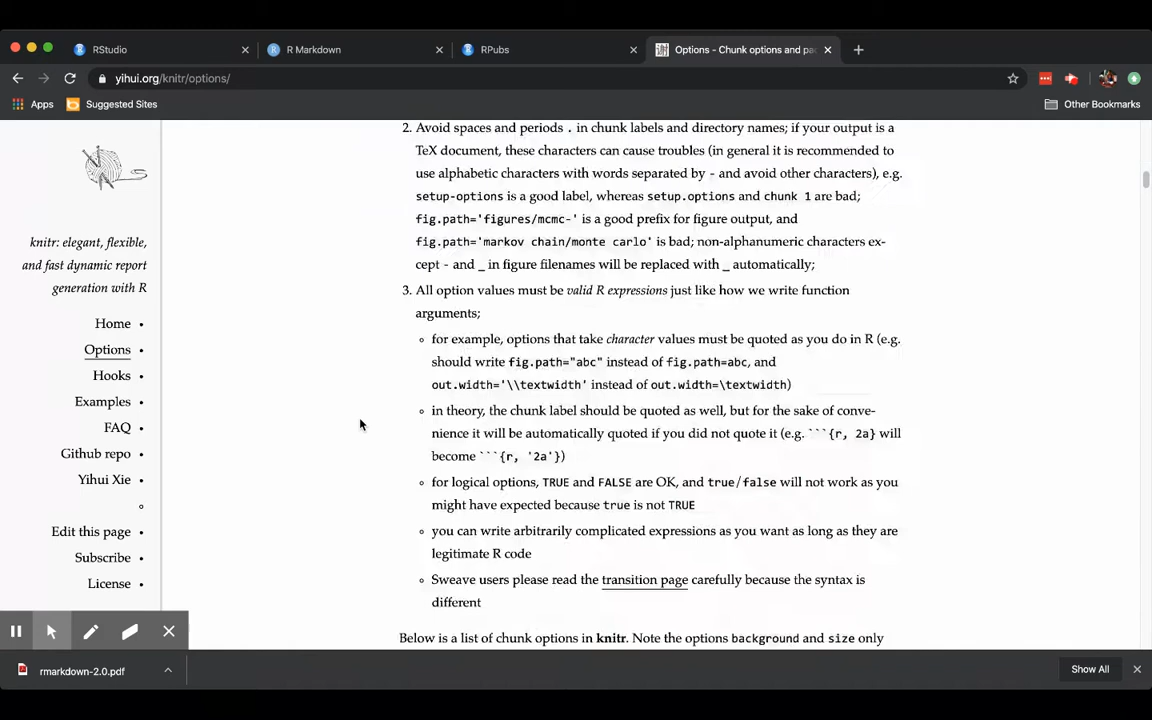 RStudio
R Markdown
RPubs
Options - Chunk options and pac
yihui.org/knitr/options/
Apps
Suggested Sites
Other Bookmarks
knitr: elegant, flexible,
and fast dynamic report
generation with R
Home
Options
Hooks
Examples
FAQ
Github repo
Yihui Xie
Edit this page
Subscribe
License
2. Avoid spaces and periods . in chunk labels and directory names; if your output is a
TeX document, these characters can cause troubles (in general it is recommended to
use alphabetic characters with words separated by - and avoid other characters), e.g.
setup-options is a good label, whereas setup.options and chunk 1 are bad;
fig.path='figures/mcmc-' is a good prefix for figure output, and
fig.path='markov chain/monte carlo' is bad; non-alphanumeric characters ex-
cept - and _ in figure filenames will be replaced with _ automatically;
3. All option values must be valid R expressions just like how we write function
arguments;
for example, options that take character values must be quoted as you do in R (e.g.
should write fig.path="abc" instead of fig.path=abc, and
out.width='\\textwidth' instead of out.width=\textwidth)
in theory, the chunk label should be quoted as well, but for the sake of conve-
nience it will be automatically quoted if you did not quote it (e.g. ```{r, 2a} will
become ```{r, '2a'})
for logical options, TRUE and FALSE are OK, and true/false will not work as you
might have expected because true is not TRUE
you can write arbitrarily complicated expressions as you want as long as they are
legitimate R code
Sweave users please read the transition page carefully because the syntax is
different
Below is a list of chunk options in knitr. Note the options background and size only
rmarkdown-2.0.pdf
Show All